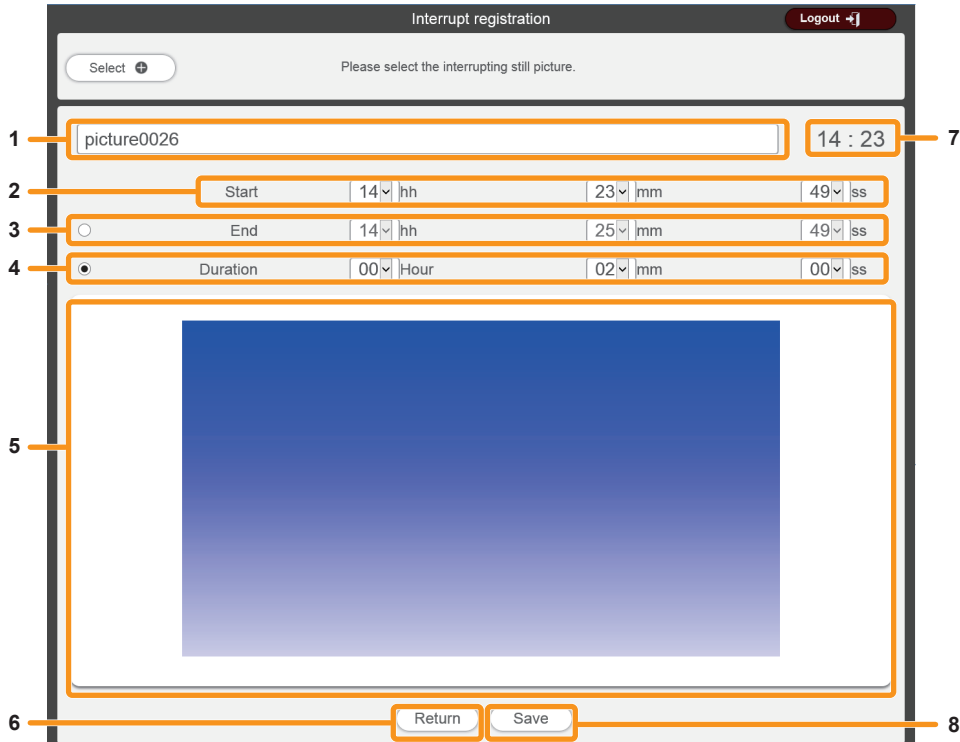 Interrupt registration Logout
Select Please select the interrupting still picture.
1 picture0026 14 : 23 7
2 Start 14 hh 23 mm 49 ss
3 End 14 hh 25 mm 49 ss
4 Duration 00 Hour 02 mm 00 ss
5
6 Return Save 8